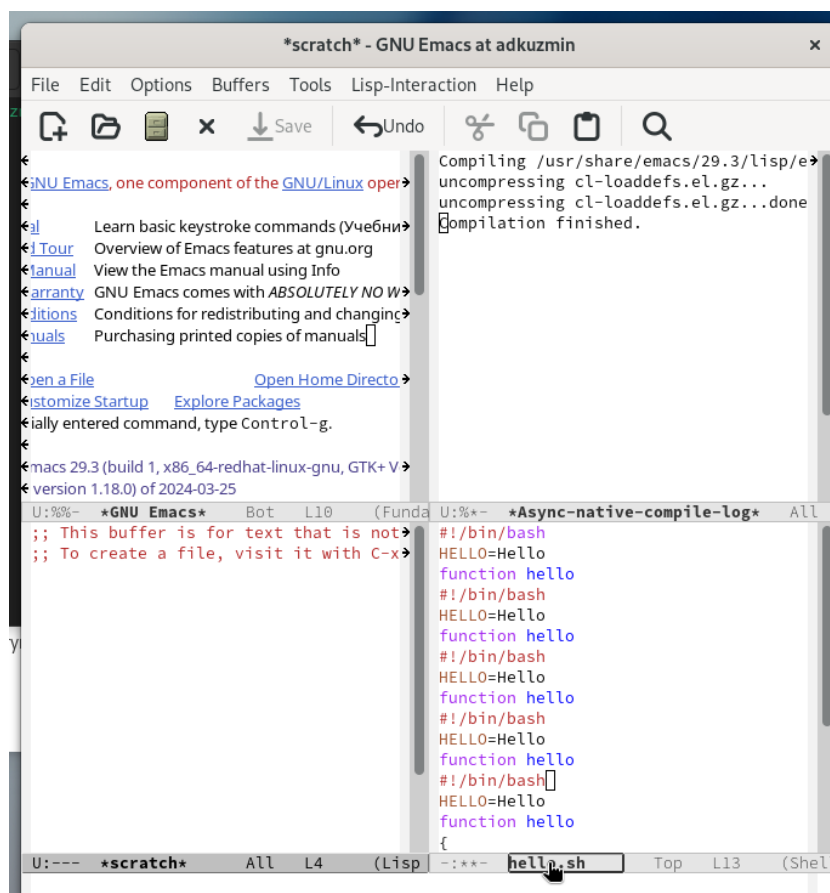 *scratch* - GNU Emacs at adkuzmin
File Edit Options Buffers Tools Lisp-Interaction Help
Save Undo
GNU Emacs, one component of the GNU/Linux oper
al Learn basic keystroke commands (Учебни
d Tour Overview of Emacs features at gnu.org
Manual View the Emacs manual using Info
arranty GNU Emacs comes with ABSOLUTELY NO W
ditions Conditions for redistributing and changing
nuals Purchasing printed copies of manuals
pen a File Open Home Directo
ustomize Startup Explore Packages
ially entered command, type Control-g.
macs 29.3 (build 1, x86_64-redhat-linux-gnu, GTK+ V
version 1.18.0) of 2024-03-25
U:%%- *GNU Emacs* Bot L10 (Funda
Compiling /usr/share/emacs/29.3/lisp/e
uncompressing cl-loaddefs.el.gz...
uncompressing cl-loaddefs.el.gz...done
Compilation finished.
U:%*- *Async-native-compile-log* All
;; This buffer is for text that is not
;; To create a file, visit it with C-x
U:--- *scratch* All L4 (Lisp
#!/bin/bash
HELLO=Hello
function hello
#!/bin/bash
HELLO=Hello
function hello
#!/bin/bash
HELLO=Hello
function hello
#!/bin/bash
HELLO=Hello
function hello
#!/bin/bash
HELLO=Hello
function hello
{
-:**- hello.sh Top L13 (Shel